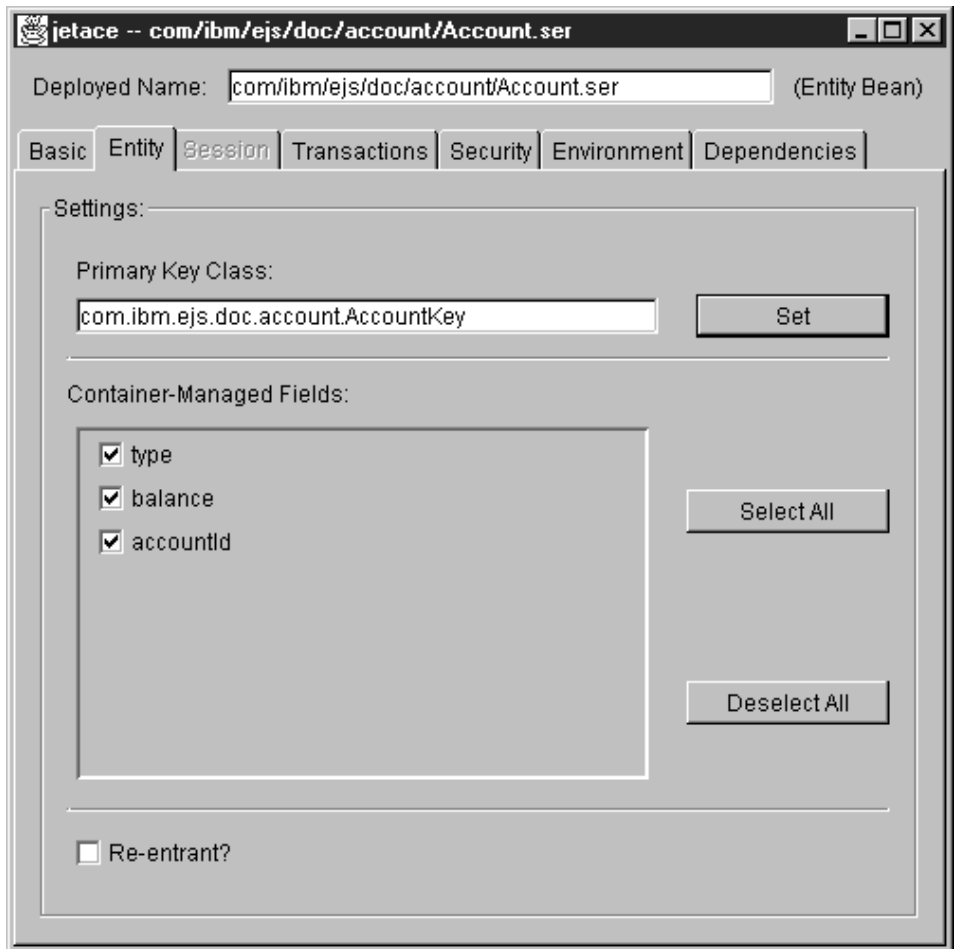 jetace -- com/ibm/ejs/doc/account/Account.ser
Deployed Name: com/ibm/ejs/doc/account/Account.ser (Entity Bean)
Basic Entity Session Transactions Security Environment Dependencies
Settings:
Primary Key Class:
com.ibm.ejs.doc.account.AccountKey Set
Container-Managed Fields:
type
balance
Select All
accountId
Deselect All
Re-entrant?